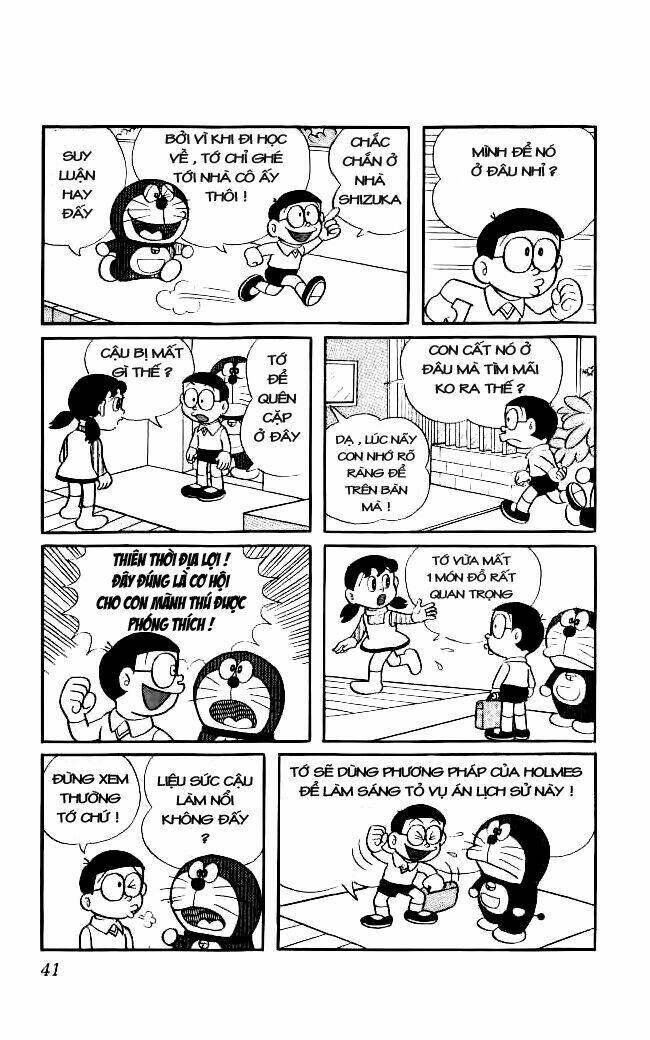 MÌNH ĐỂ NÓ
Ở ĐÂU NHỈ ?
CHẮC
CHẮN Ở
NHÀ
SHIZUKA
BỞI VÌ KHI ĐI HỌC
VỀ , TỚ CHỈ GHÉ
TỚI NHÀ CÔ ẤY
THÔI !
SUY
LUẬN
HAY
ĐẤY
CON CẤT NÓ Ở
ĐÂU MÀ TÌM MÃI
KO RA THẾ ?
DẠ , LÚC NÃY
CON NHỚ RÕ
RÀNG ĐỂ
TRÊN BÀN
MÀ !
TỚ
ĐỂ
QUÊN
CẶP
Ở ĐÂY
CẬU BỊ MẤT
GÌ THẾ ?
TỚ VỪA MẤT
1 MÓN ĐỒ RẤT
QUAN TRỌNG
THIÊN THỜI ĐỊA LỢI !
ĐÂY ĐÚNG LÀ CƠ HỘI
CHO CON MÃNH THÚ ĐƯỢC
PHÓNG THÍCH !
TỚ SẼ DÙNG PHƯƠNG PHÁP CỦA HOLMES
ĐỂ LÀM SÁNG TỎ VỤ ÁN LỊCH SỬ NÀY !
LIỆU SỨC CẬU
LÀM NỔI
KHÔNG ĐẤY
?
ĐỪNG XEM
THƯỜNG
TỚ CHỨ !
41